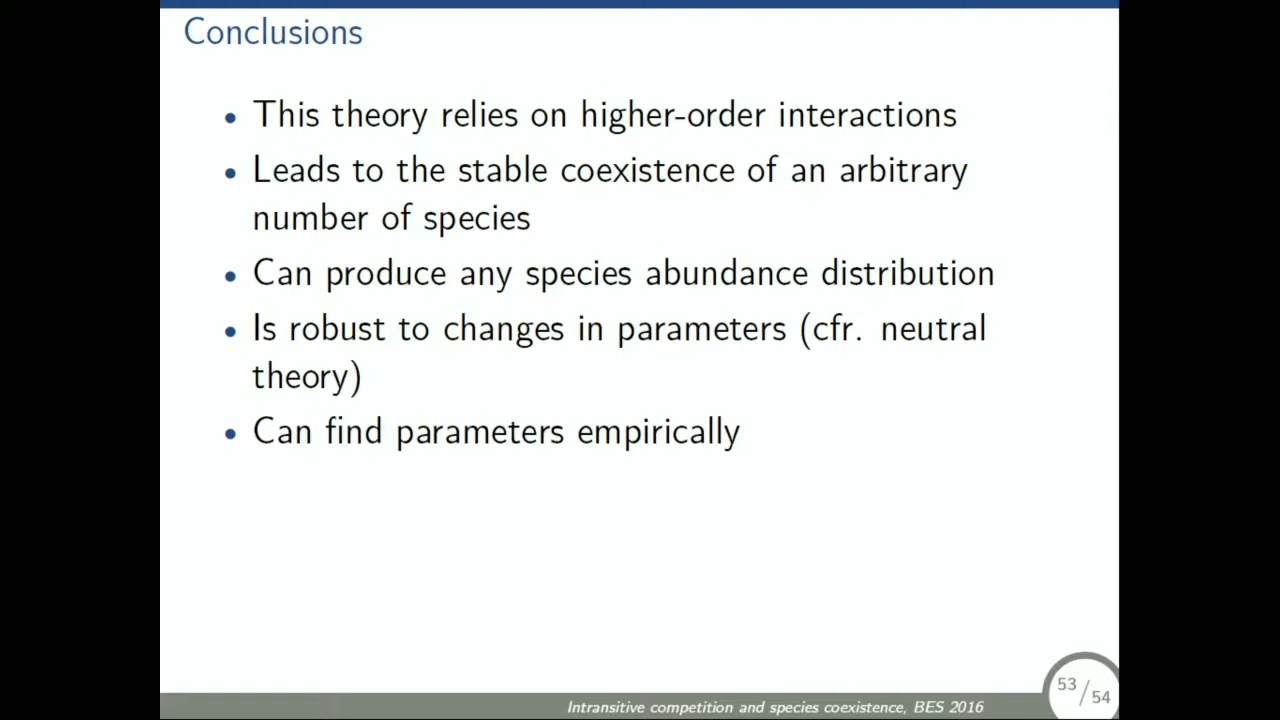 Conclusions
• This theory relies on higher-order interactions
• Leads to the stable coexistence of an arbitrary
number of species
• Can produce any species abundance distribution
• Is robust to changes in parameters (cfr. neutral
theory)
• Can find parameters empirically
Intransitive competition and species coexistence, BES 2016
53/54